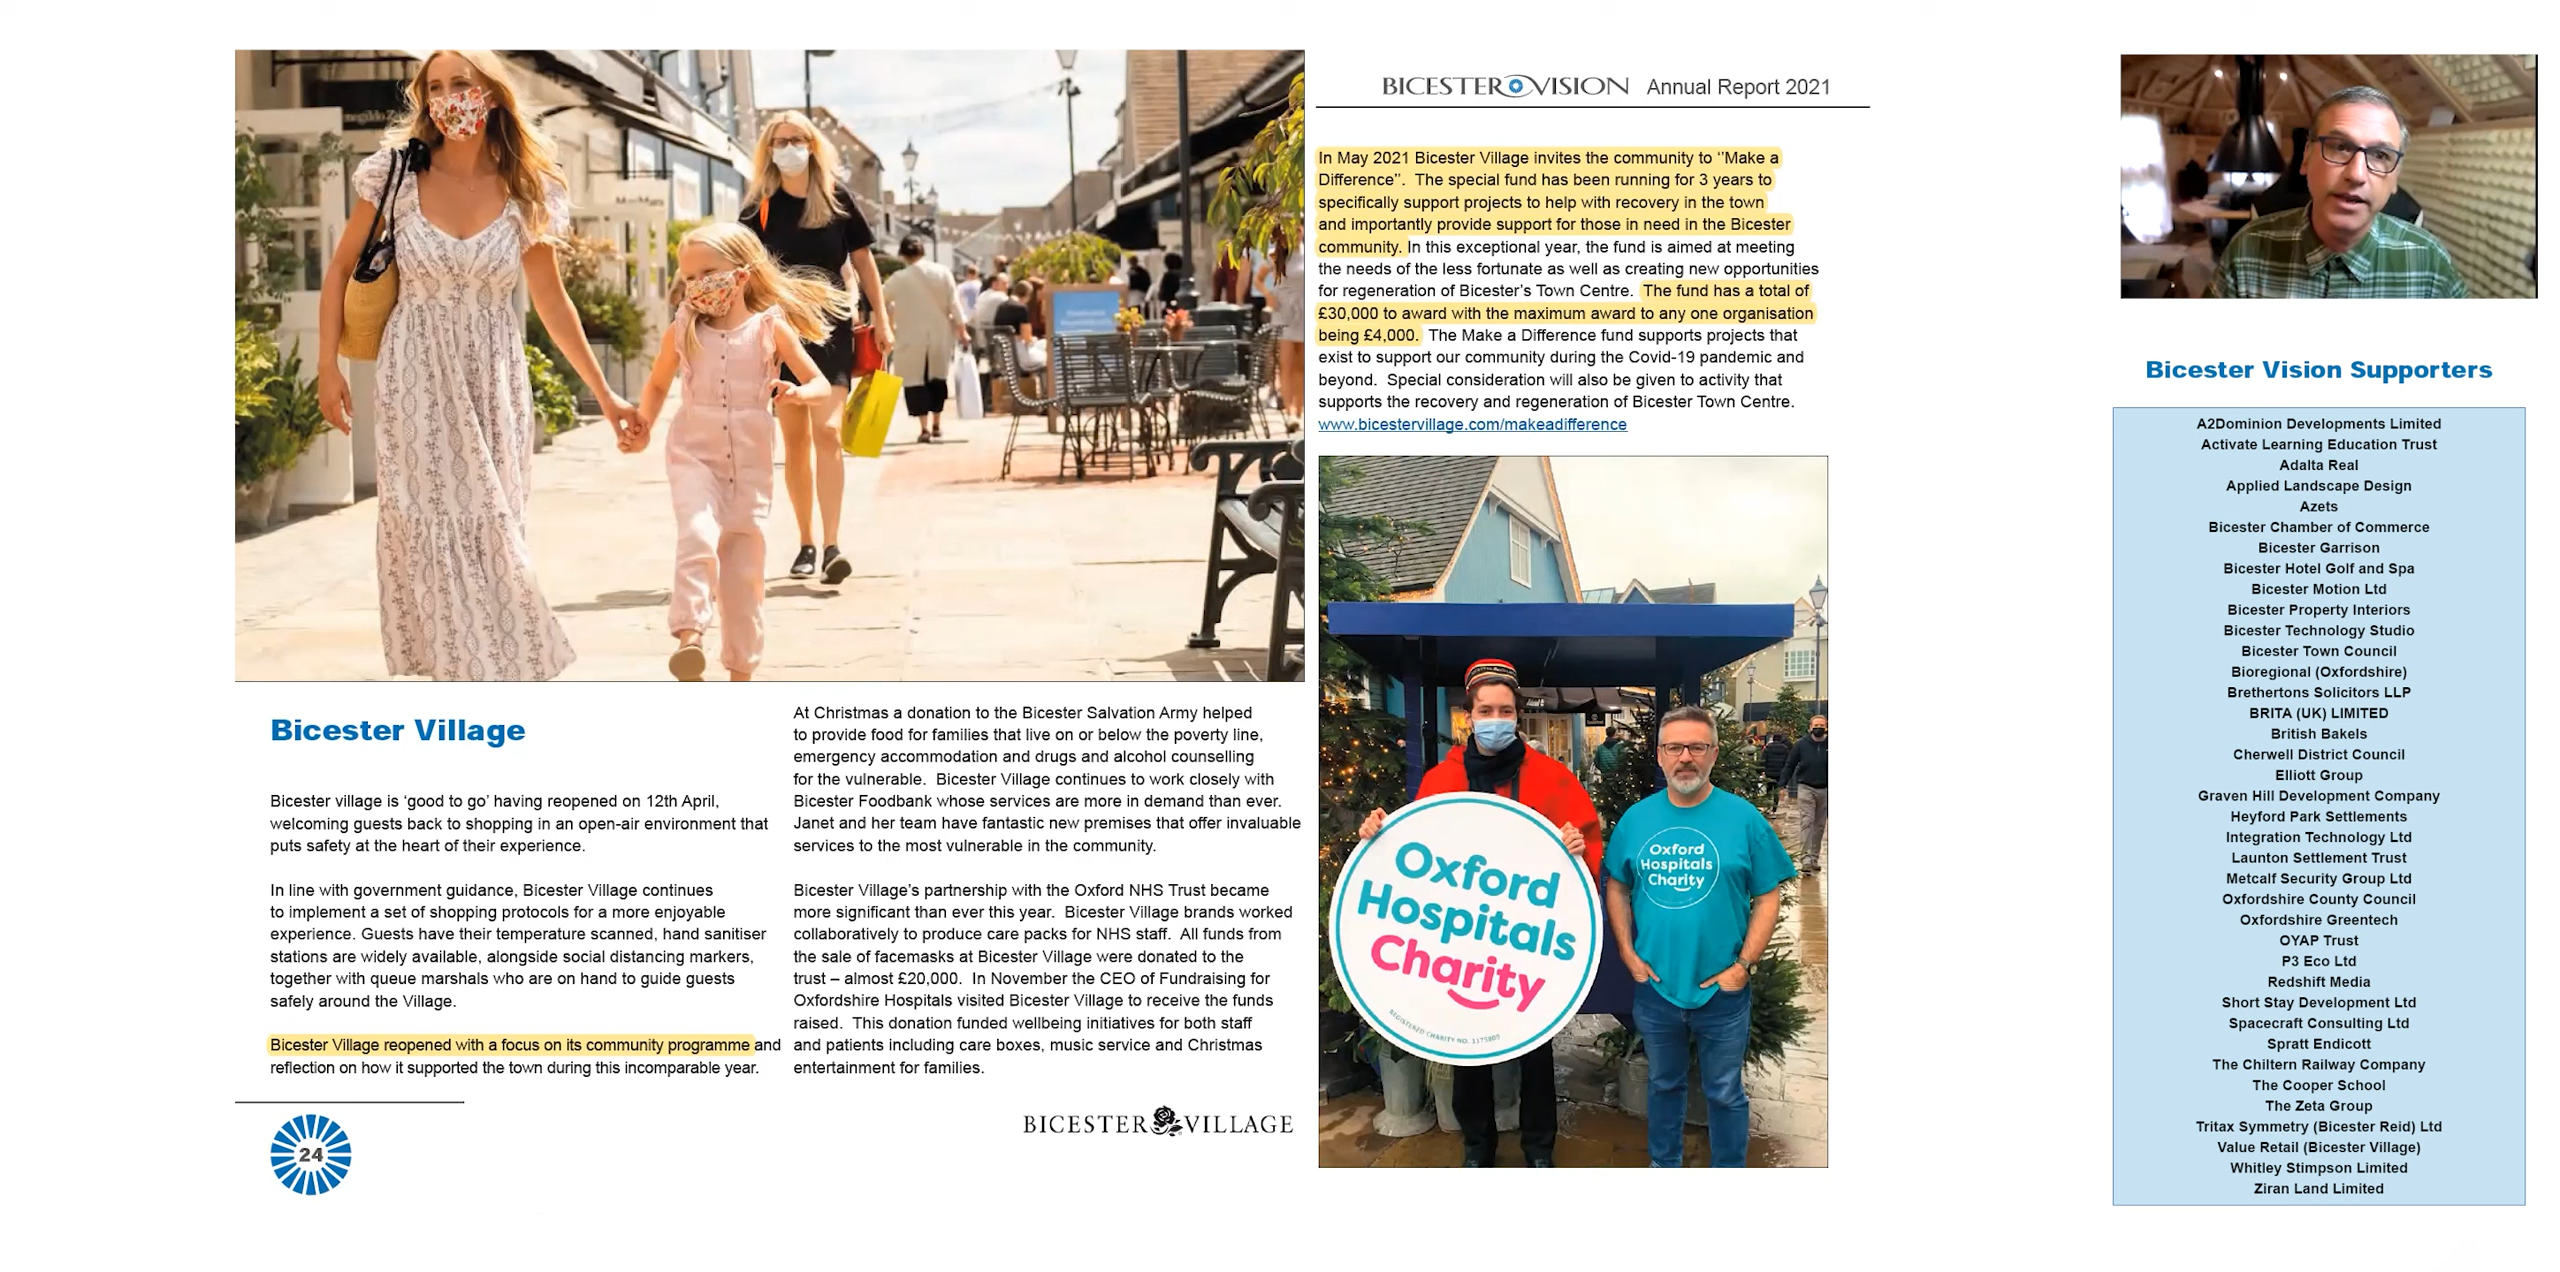 BICESTER VISION Annual Report 2021
Bicester Village
Bicester village is ‘good to go’ having reopened on 12th April,
welcoming guests back to shopping in an open-air environment that
puts safety at the heart of their experience.
In line with government guidance, Bicester Village continues
to implement a set of shopping protocols for a more enjoyable
experience. Guests have their temperature scanned, hand sanitiser
stations are widely available, alongside social distancing markers,
together with queue marshals who are on hand to guide guests
safely around the Village.
Bicester Village reopened with a focus on its community programme and
reflection on how it supported the town during this incomparable year.
24
At Christmas a donation to the Bicester Salvation Army helped
to provide food for families that live on or below the poverty line,
emergency accommodation and drugs and alcohol counselling
for the vulnerable. Bicester Village continues to work closely with
Bicester Foodbank whose services are more in demand than ever.
Janet and her team have fantastic new premises that offer invaluable
services to the most vulnerable in the community.
Bicester Village’s partnership with the Oxford NHS Trust became
more significant than ever this year. Bicester Village brands worked
collaboratively to produce care packs for NHS staff. All funds from
the sale of facemasks at Bicester Village were donated to the
trust – almost £20,000. In November the CEO of Fundraising for
Oxfordshire Hospitals visited Bicester Village to receive the funds
raised. This donation funded wellbeing initiatives for both staff
and patients including care boxes, music service and Christmas
entertainment for families.
BICESTER VILLAGE
In May 2021 Bicester Village invites the community to ‘'Make a
Difference”. The special fund has been running for 3 years to
specifically support projects to help with recovery in the town
and importantly provide support for those in need in the Bicester
community. In this exceptional year, the fund is aimed at meeting
the needs of the less fortunate as well as creating new opportunities
for regeneration of Bicester’s Town Centre. The fund has a total of
£30,000 to award with the maximum award to any one organisation
being £4,000. The Make a Difference fund supports projects that
exist to support our community during the Covid-19 pandemic and
beyond. Special consideration will also be given to activity that
supports the recovery and regeneration of Bicester Town Centre.
www.bicestervillage.com/makeadifference
Oxford
Hospitals
Charity
REGISTERED CHARITY NO. 1175809
Oxford
Hospitals
Charity
Bicester Vision Supporters
A2Dominion Developments Limited
Activate Learning Education Trust
Adalta Real
Applied Landscape Design
Azets
Bicester Chamber of Commerce
Bicester Garrison
Bicester Hotel Golf and Spa
Bicester Motion Ltd
Bicester Property Interiors
Bicester Technology Studio
Bicester Town Council
Bioregional (Oxfordshire)
Brethertons Solicitors LLP
BRITA (UK) LIMITED
British Bakels
Cherwell District Council
Elliott Group
Graven Hill Development Company
Heyford Park Settlements
Integration Technology Ltd
Launton Settlement Trust
Metcalf Security Group Ltd
Oxfordshire County Council
Oxfordshire Greentech
OYAP Trust
P3 Eco Ltd
Redshift Media
Short Stay Development Ltd
Spacecraft Consulting Ltd
Spratt Endicott
The Chiltern Railway Company
The Cooper School
The Zeta Group
Tritax Symmetry (Bicester Reid) Ltd
Value Retail (Bicester Village)
Whitley Stimpson Limited
Ziran Land Limited